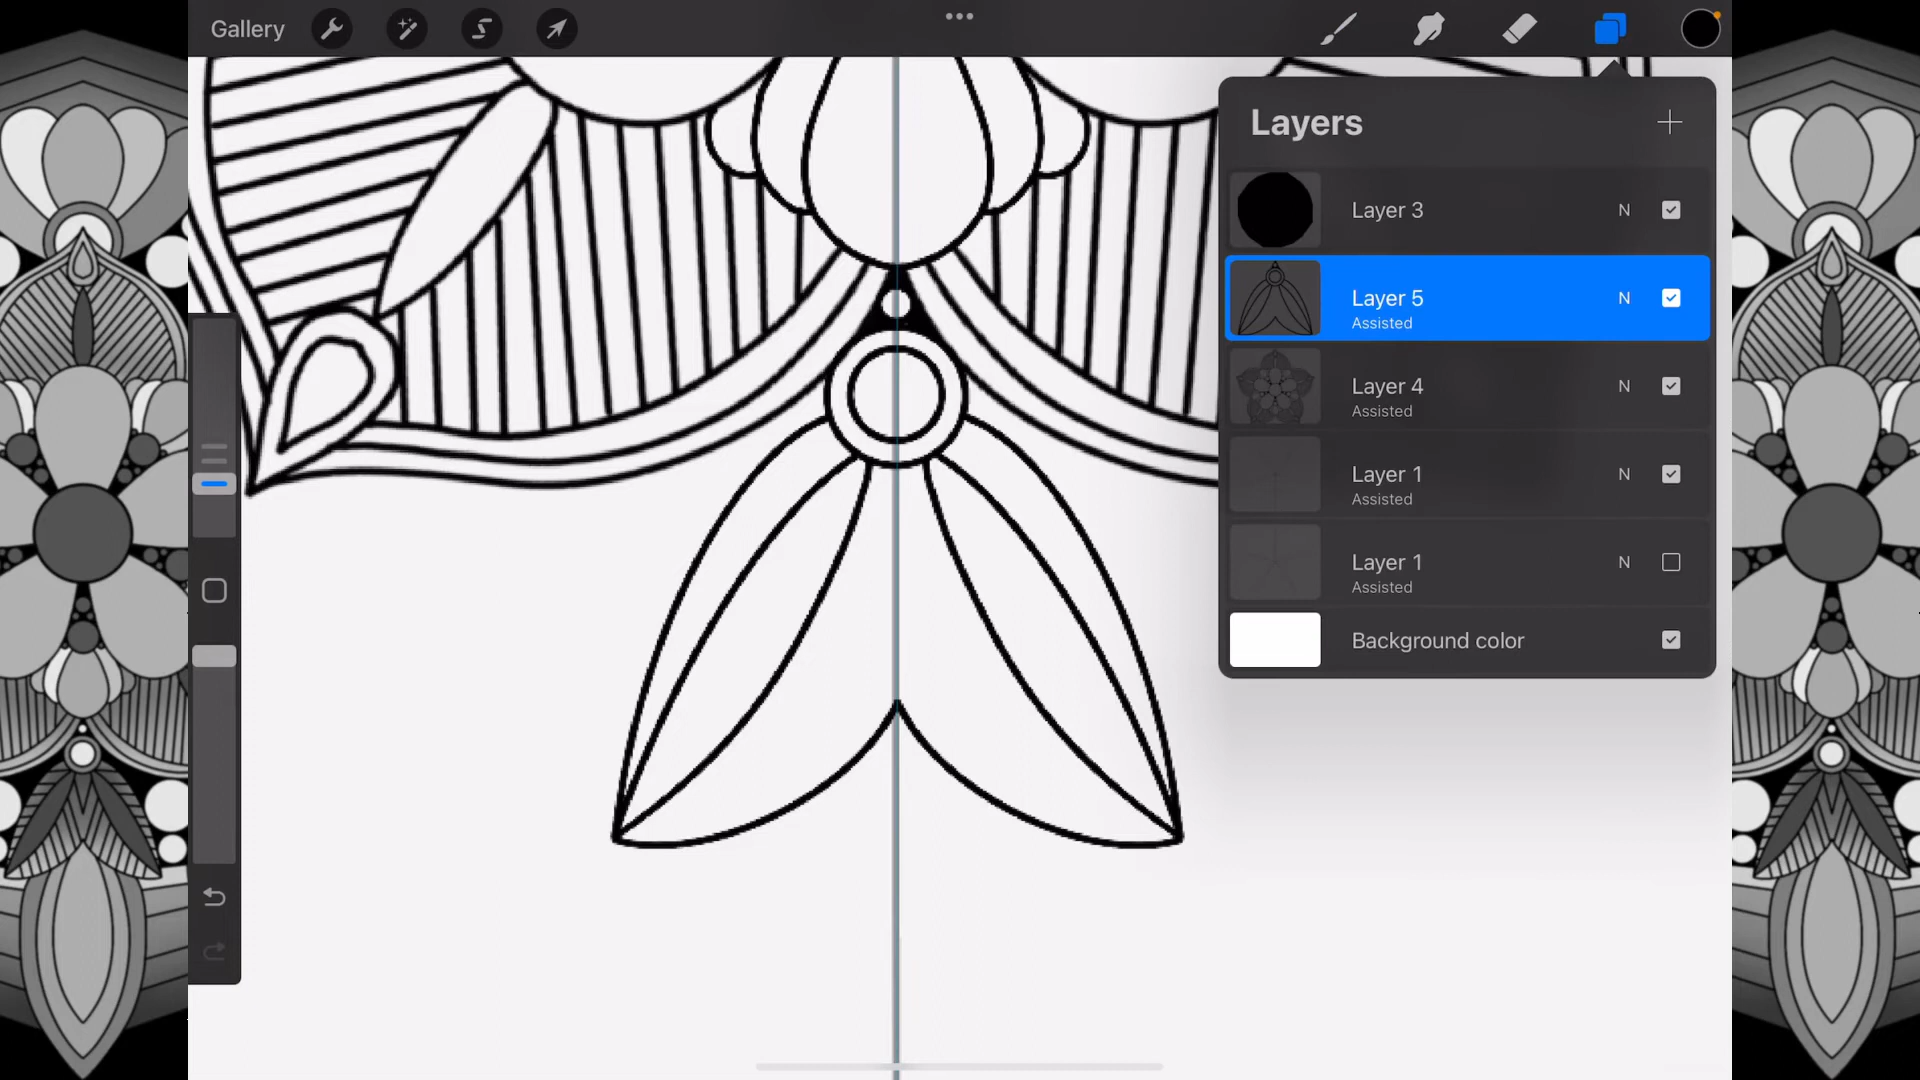 Gallery
Layers
Layer 3 N
Layer 5 N
Assisted
Layer 4 N
Assisted
Layer 1 N
Assisted
Layer 1 N
Assisted
Background color